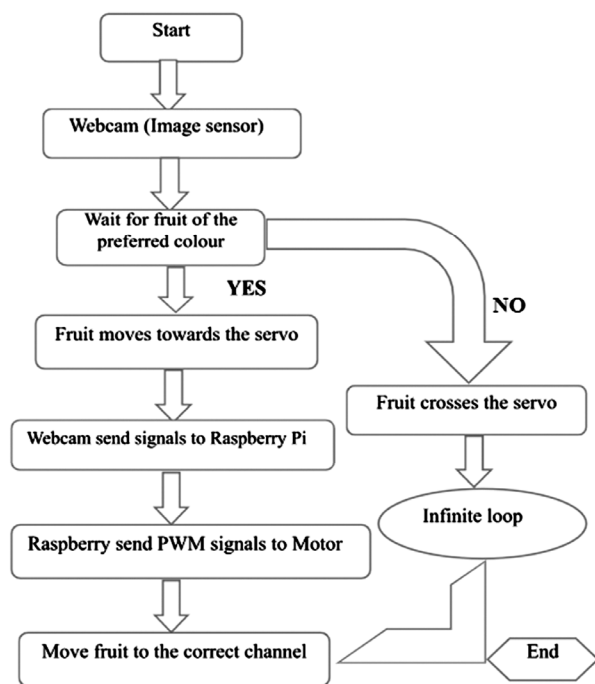 Start
Webcam (Image sensor)
Wait for fruit of the
preferred colour
YES
NO
Fruit moves towards the servo
Fruit crosses the servo
Webcam send signals to Raspberry Pi
Infinite loop
Raspberry send PWM signals to Motor
Move fruit to the correct channel
End